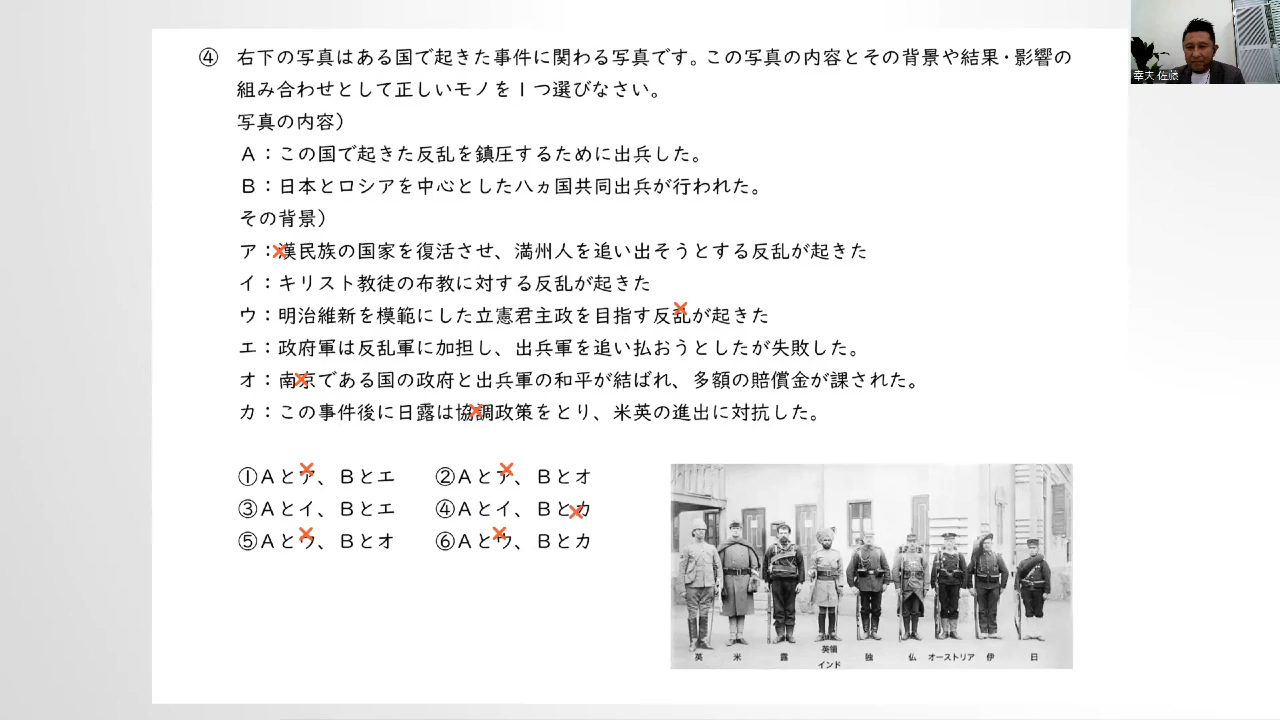 ④ 右下の写真はある国で起きた事件に関わる写真です。この写真の内容とその背景や結果・影響の
組み合わせとして正しいモノを1つ選びなさい。
写真の内容）
A：この国で起きた反乱を鎮圧するために出兵した。
B：日本とロシアを中心とした八ヵ国共同出兵が行われた。
その背景）
ア：漢民族の国家を復活させ、満州人を追い出そうとする反乱が起きた
イ：キリスト教徒の布教に対する反乱が起きた
ウ：明治維新を模範にした立憲君主政を目指す反乱が起きた
エ：政府軍は反乱軍に加担し、出兵軍を追い払おうとしたが失敗した。
オ：南京である国の政府と出兵軍の和平が結ばれ、多額の賠償金が課された。
カ：この事件後に日露は協調政策をとり、米英の進出に対抗した。
①Aとア、Bとエ ②Aとア、Bとオ
③Aとイ、Bとエ ④Aとイ、Bとカ
⑤Aとウ、Bとオ ⑥Aとウ、Bとカ
英 米 露 英領インド 独 仏 オーストリア 伊 日
幸大 佐藤